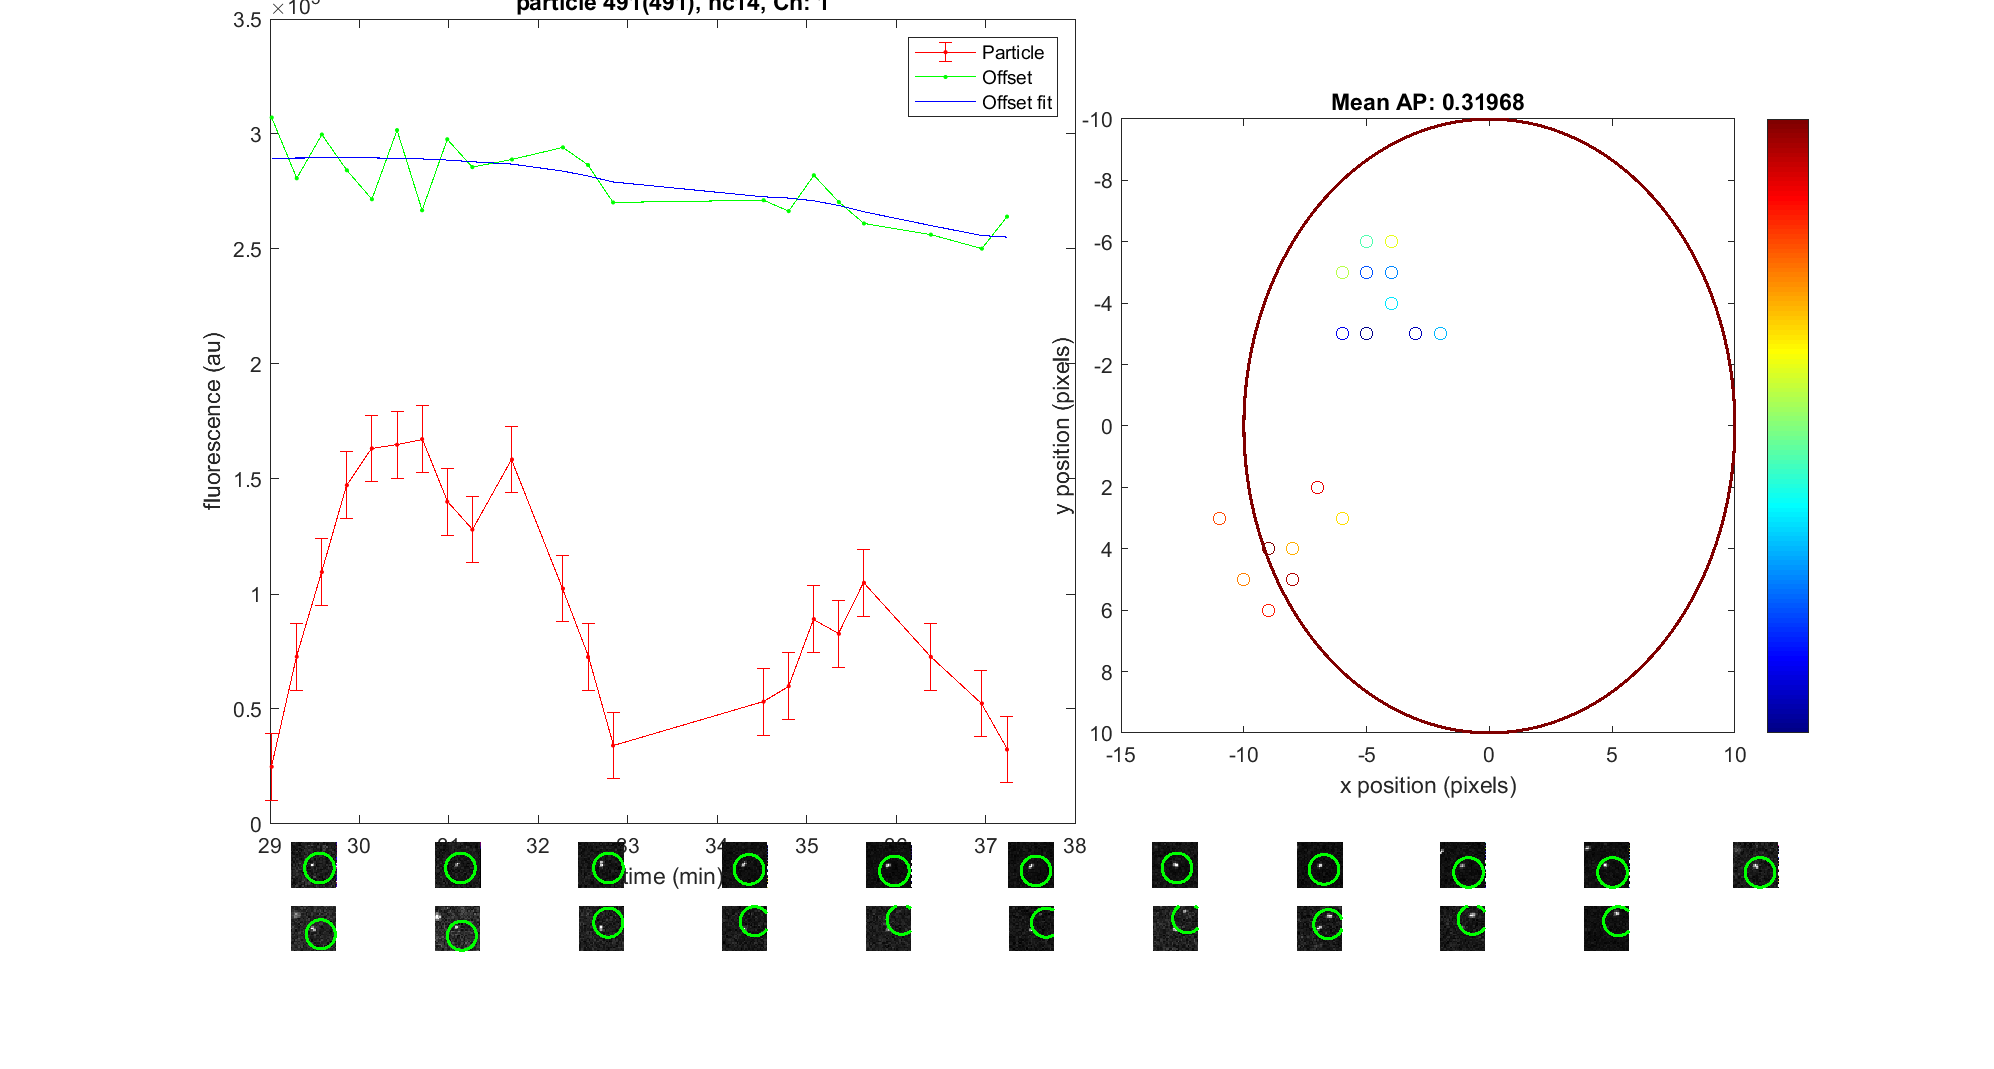 particle 491(491), nc14, Ch: 1
3.5
3
2.5
2
1.5
1
0.5
0
fluorescence (au)
Particle
Offset
Offset fit
29 30 32 33 34 35 36 37 38
time (min)
Mean AP: 0.31968
-10
-8
-6
-4
-2
0
2
4
6
8
10
y position (pixels)
-15 -10 -5 0 5 10
x position (pixels)